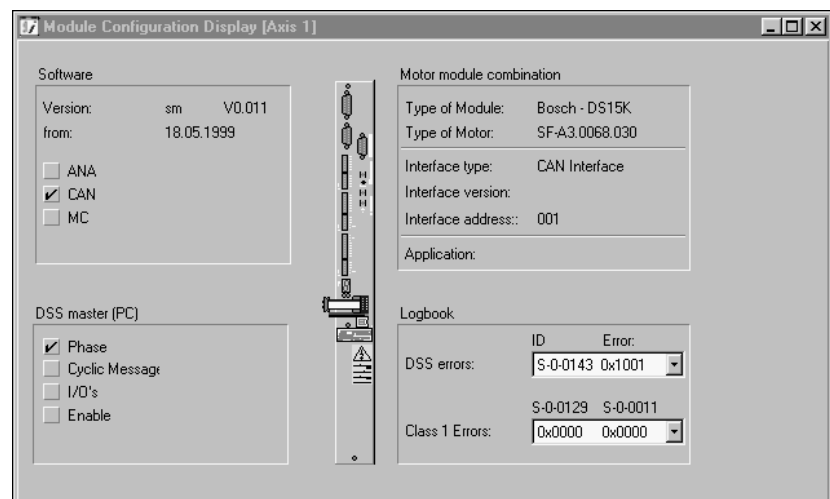 Module Configuration Display [Axis 1]
Software
Version: sm V0.011
from: 18.05.1999
ANA
CAN
MC
DSS master (PC)
Phase
Cyclic Message
I/O's
Enable
Motor module combination
Type of Module: Bosch - DS15K
Type of Motor: SF-A3.0068.030
Interface type: CAN Interface
Interface version:
Interface address:: 001
Application:
Logbook
ID Error:
DSS errors: S-0-0143 0x1001
S-0-0129 S-0-0011
Class 1 Errors: 0x0000 0x0000